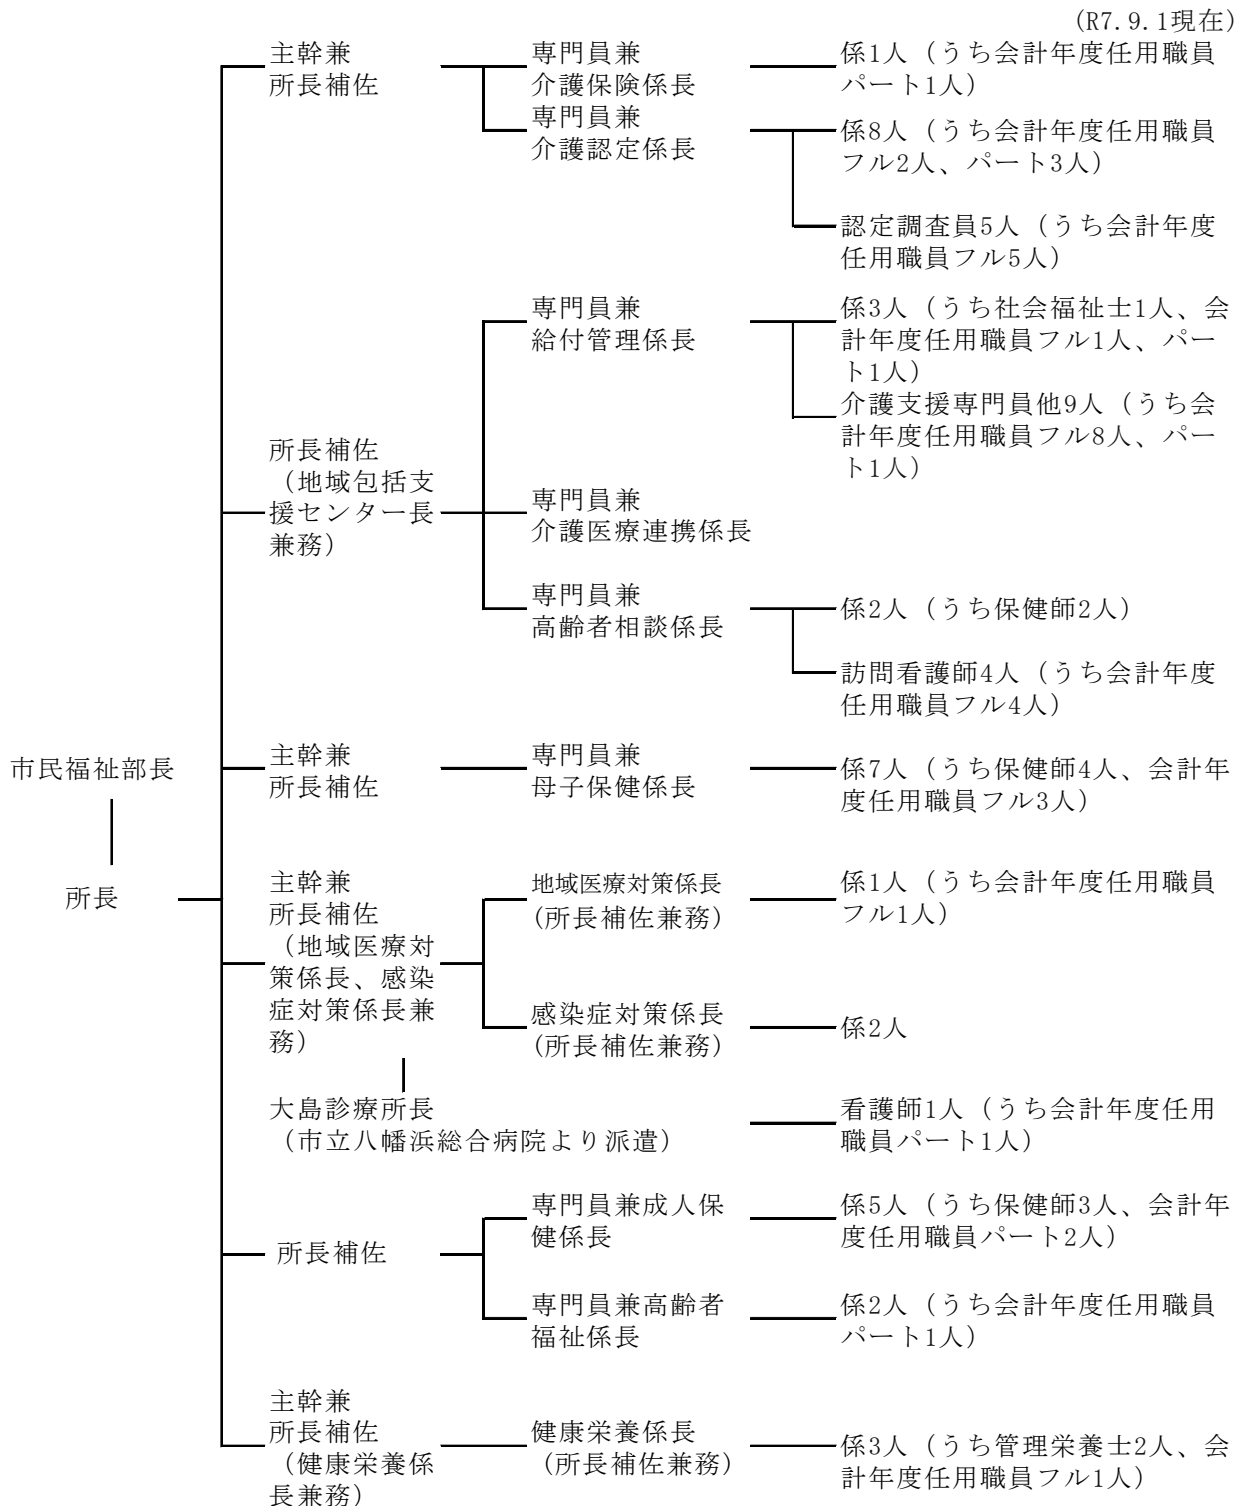 (R7.9.1現在)
主幹兼
所長補佐
専門員兼
介護保険係長
係1人（うち会計年度任用職員
パート1人）
専門員兼
介護認定係長
係8人（うち会計年度任用職員
フル2人、パート3人）
認定調査員5人（うち会計年度
任用職員フル5人）
所長補佐
（地域包括支
援センター長
兼務）
専門員兼
給付管理係長
係3人（うち社会福祉士1人、会
計年度任用職員フル1人、パー
ト1人）
介護支援専門員他9人（うち会
計年度任用職員フル8人、パー
ト1人）
専門員兼
介護医療連携係長
専門員兼
高齢者相談係長
係2人（うち保健師2人）
訪問看護師4人（うち会計年度
任用職員フル4人）
市民福祉部長
所長
主幹兼
所長補佐
専門員兼
母子保健係長
係7人（うち保健師4人、会計年
度任用職員フル3人）
主幹兼
所長補佐
（地域医療対
策係長、感染
症対策係長兼
務）
地域医療対策係長
(所長補佐兼務)
係1人（うち会計年度任用職員
フル1人）
感染症対策係長
(所長補佐兼務)
係2人
大島診療所長
（市立八幡浜総合病院より派遣）
看護師1人（うち会計年度任用
職員パート1人）
所長補佐
専門員兼成人保
健係長
係5人（うち保健師3人、会計年
度任用職員パート2人）
専門員兼高齢者
福祉係長
係2人（うち会計年度任用職員
パート1人）
主幹兼
所長補佐
（健康栄養係
長兼務）
健康栄養係長
（所長補佐兼務）
係3人（うち管理栄養士2人、会
計年度任用職員フル1人）